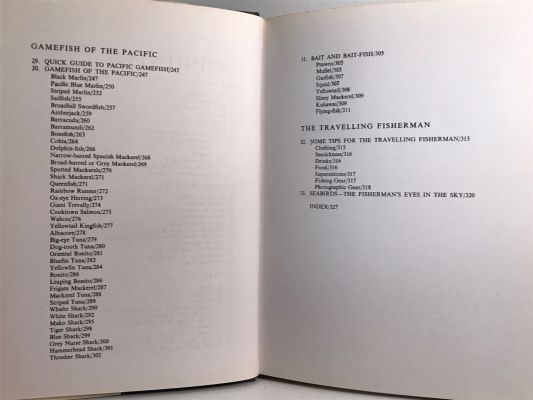 GAMEFISH OF THE PACIFIC
29. QUICK GUIDE TO PACIFIC GAMEFISH/243
30. GAMEFISH OF THE PACIFIC/247
Black Marlin/247
Pacific Blue Marlin/250
Striped Marlin/252
Sailfish/255
Broadbill Swordfish/257
Amberjack/259
Barracuda/260
Barramundi/262
Bonefish/263
Cobia/264
Dolphin-fish/266
Narrow-barred Spanish Mackerel/268
Broad-barred or Grey Mackerel/269
Spotted Mackerels/270
Shark Mackerel/271
Queenfish/271
Rainbow Runner/272
Ox-eye Herring/273
Giant Trevally/274
Cooktown Salmon/275
Wahoo/276
Yellowtail Kingfish/277
Albacore/278
Big-eye Tuna/279
Dog-tooth Tuna/280
Oriental Bonito/281
Bluefin Tuna/282
Yellowfin Tuna/284
Bonito/286
Leaping Bonito/286
Frigate Mackerel/287
Mackerel Tuna/288
Striped Tuna/289
Whaler Shark/290
White Shark/292
Mako Shark/295
Tiger Shark/298
Blue Shark/299
Grey Nurse Shark/300
Hammerhead Shark/301
Thresher Shark/302
31. BAIT AND BAIT-FISH/305
Prawns/305
Mullet/305
Garfish/307
Squid/307
Yellowtail/308
Slimy Mackerel/309
Kahawai/309
Flying-fish/311
THE TRAVELLING FISHERMAN
32. SOME TIPS FOR THE TRAVELLING FISHERMAN/315
Clothing/315
Seasickness/316
Drinks/316
Food/316
Superstitions/317
Fishing Gear/317
Photographic Gear/318
33. SEABIRDS—THE FISHERMAN'S EYES IN THE SKY/320
INDEX/327